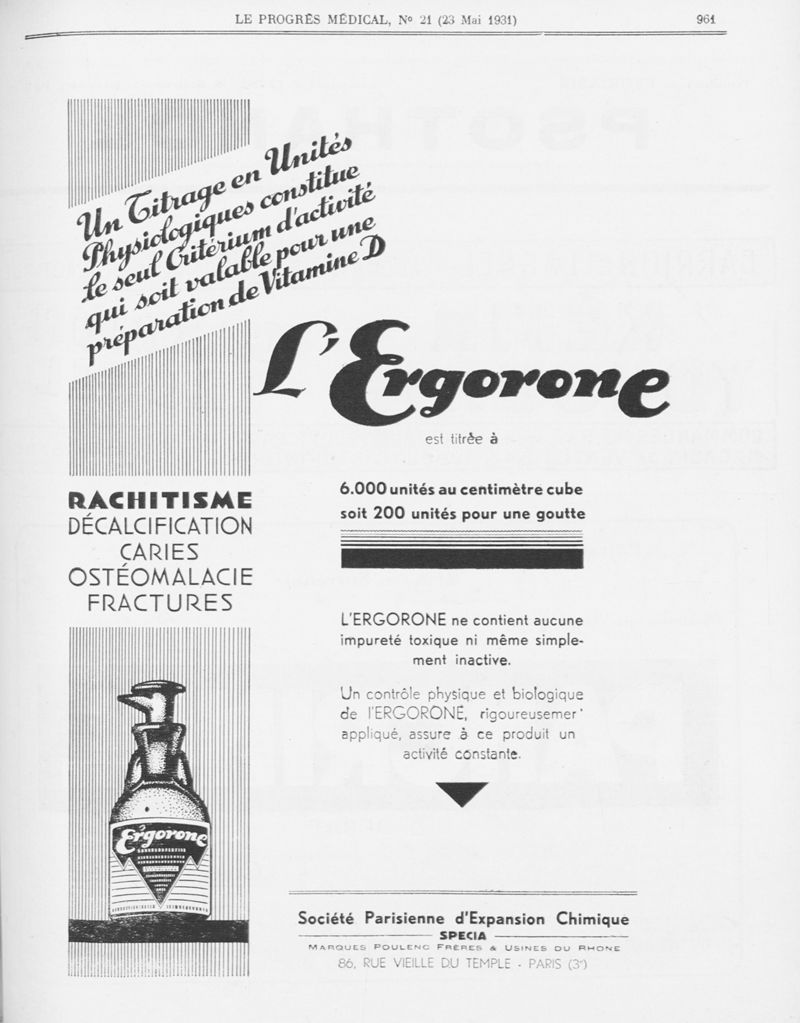 LE PROGRÈS MÉDICAL, Nº 21 (23 Mai 1931)
961
Un Titrage en Unités
Physiologiques constitue
le seul Critérium d'activité
qui soit valable pour une
préparation de Vitamine D
L'Ergorone
est titrée à
6.000 unités au centimètre cube
soit 200 unités pour une goutte
RACHITISME
DÉCALCIFICATION
CARIES
OSTÉOMALACIE
FRACTURES
L'ERGORONE ne contient aucune
impureté toxique ni même simple-
ment inactive.
Un contrôle physique et biologique
de l'ERGORONE, rigoureusemer'
appliqué, assure à ce produit un
activité constante.
Ergorone
Société Parisienne d'Expansion Chimique
SPECIA
MARQUES POULENC FRÈRES & USINES DU RHONE
86, RUE VIEILLE DU TEMPLE - PARIS (3e)